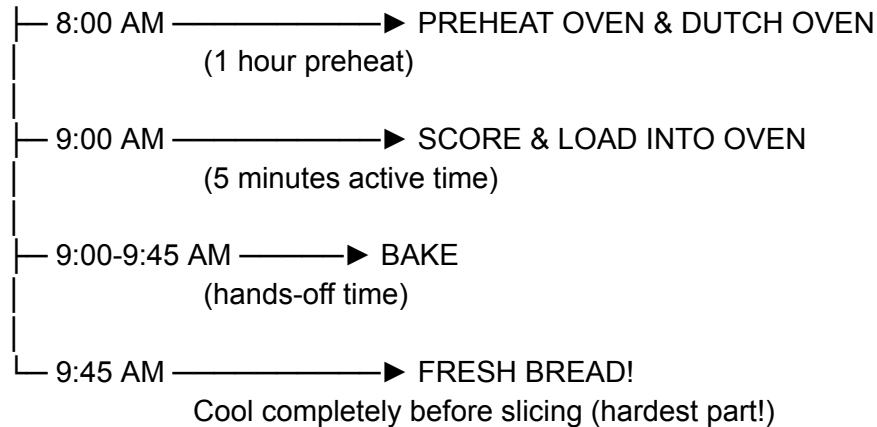 ├─ 8:00 AM ───────────► PREHEAT OVEN & DUTCH OVEN
│ (1 hour preheat)
│
├─ 9:00 AM ───────────► SCORE & LOAD INTO OVEN
│ (5 minutes active time)
│
├─ 9:00-9:45 AM ─────► BAKE
│ (hands-off time)
│
└─ 9:45 AM ───────────► FRESH BREAD!
Cool completely before slicing (hardest part!)